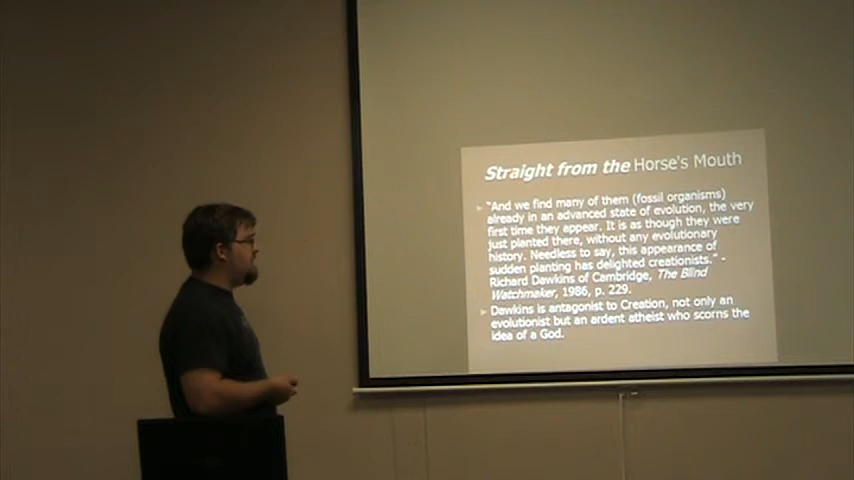 Straight from the Horse's Mouth
"And we find many of them (fossil organisms)
already in an advanced state of evolution, the very
first time they appear. It is as though they were
just planted there, without any evolutionary
history. Needless to say, this appearance of
sudden planting has delighted creationists." -
Richard Dawkins of Cambridge, The Blind
Watchmaker, 1986, p. 229.
Dawkins is antagonist to Creation, not only an
evolutionist but an ardent atheist who scorns the
idea of a God.